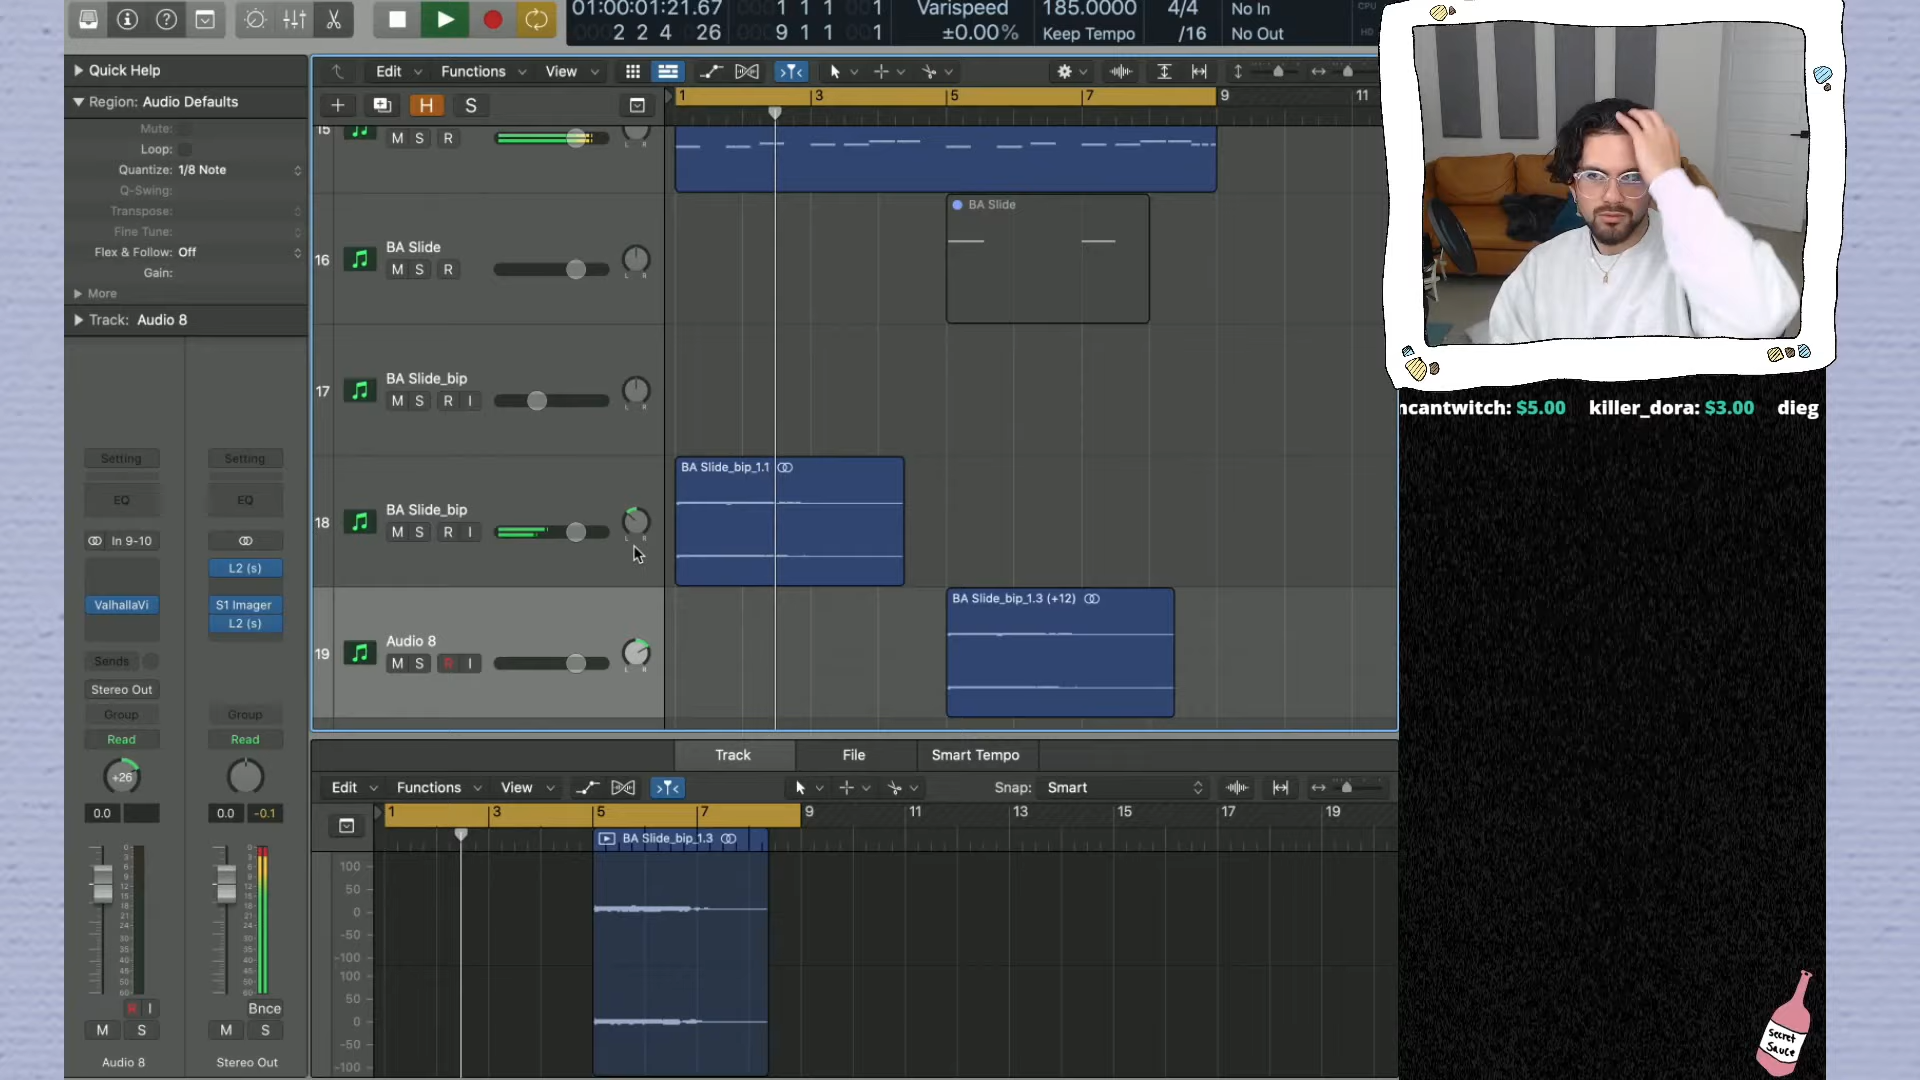 01:00:01:21.67
2 2 4 26
1 1 1 1
9 1 1 1
Varispeed
±0.00%
185.0000
Keep Tempo
4/4
/16
No In
No Out
CPU
HD
Quick Help
Region: Audio Defaults
Mute:
Loop:
Quantize: 1/8 Note
Q-Swing:
Transpose:
Fine Tune:
Flex & Follow: Off
Gain:
More
Track: Audio 8
Edit Functions View
H S
1 3 5 7 9 11
15 M S R
16 BA Slide
M S R
BA Slide
17 BA Slide_bip
M S R I
18 BA Slide_bip
M S R I
BA Slide_bip_1.1
19 Audio 8
M S R I
BA Slide_bip_1.3 (+12)
Setting Setting
EQ EQ
In 9-10
L2 (s)
ValhallaVi S1 Imager
L2 (s)
Sends
Stereo Out
Group Group
Read Read
+26
0.0 0.0 -0.1
R I Bnce
M S M S
Audio 8 Stereo Out
Track File Smart Tempo
Edit Functions View Snap: Smart
1 3 5 7 9 11 13 15 17 19
BA Slide_bip_1.3
100
50
0
-50
-100
100
50
0
-50
-100
ncantwitch: $5.00 killer_dora: $3.00 dieg
Secret
Sauce